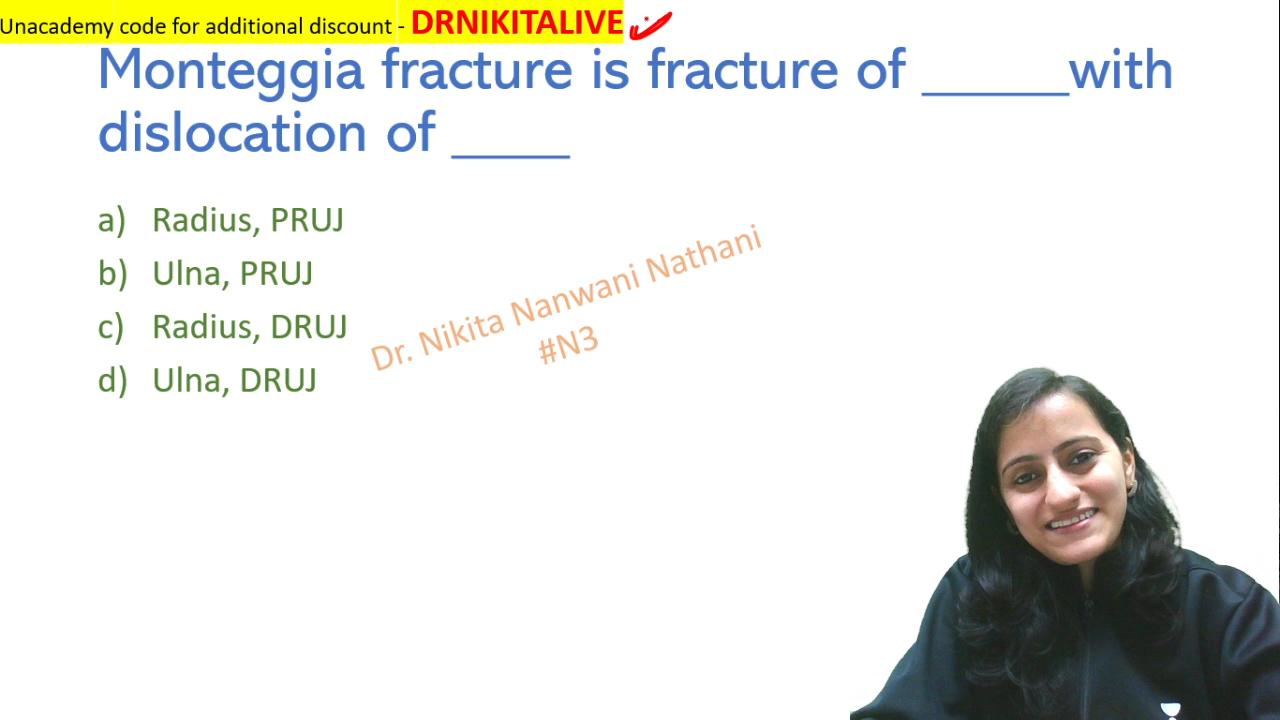 Unacademy code for additional discount - DRNIKITALIVE
Monteggia fracture is fracture of ______with
dislocation of _____
a) Radius, PRUJ
b) Ulna, PRUJ
c) Radius, DRUJ
d) Ulna, DRUJ
Dr. Nikita Nanwani Nathani
#N3